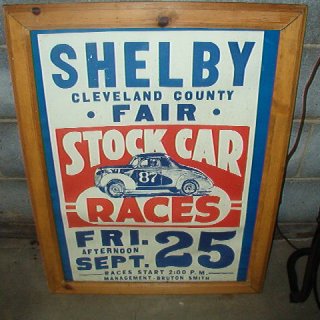 SHELBY
CLEVELAND COUNTY
• FAIR •
STOCK CAR
87
RACES
FRI. 25
AFTERNOON
SEPT.
RACES START 2:00 P.M.
MANAGEMENT - BRUTON SMITH